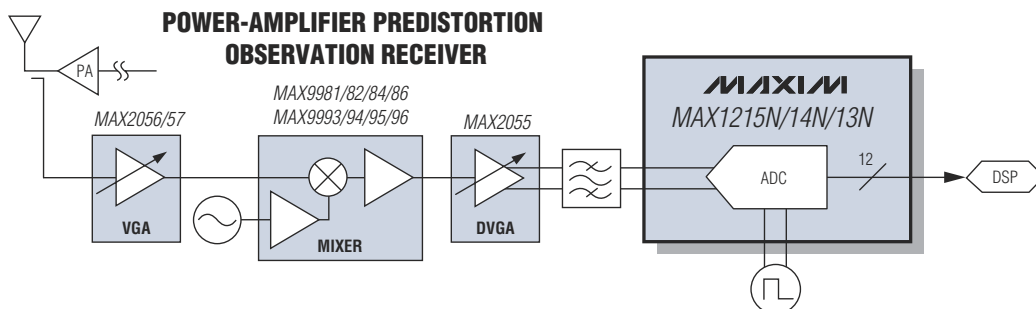 POWER-AMPLIFIER PREDISTORTION
OBSERVATION RECEIVER
PA
MAX2056/57
VGA
MAX9981/82/84/86
MAX9993/94/95/96
MIXER
MAX2055
DVGA
MAXIM
MAX1215N/14N/13N
ADC
12
DSP